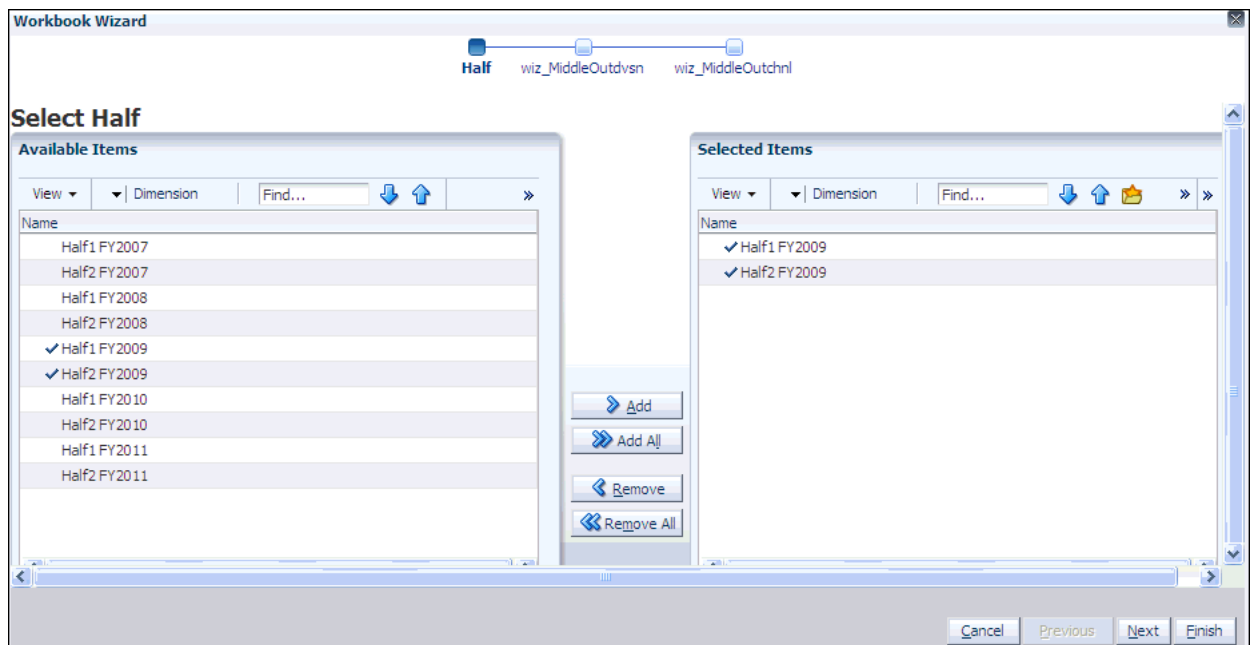 Workbook Wizard
Half wiz_MiddleOutdvsn wiz_MiddleOutchnl
Select Half
Available Items
View Dimension Find... »
Name
Half1 FY2007
Half2 FY2007
Half1 FY2008
Half2 FY2008
Half1 FY2009
Half2 FY2009
Half1 FY2010
Half2 FY2010
Half1 FY2011
Half2 FY2011
Add
Add All
Remove
Remove All
Selected Items
View Dimension Find... » »
Name
Half1 FY2009
Half2 FY2009
Cancel Previous Next Finish